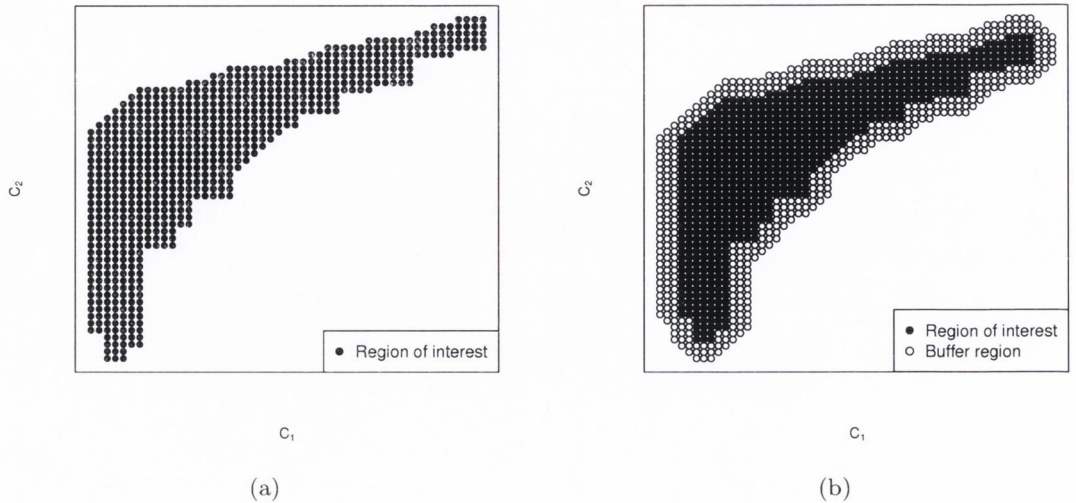 C₂
Region of interest
C₁
(a)
C₂
Region of interest
Buffer region
C₁
(b)